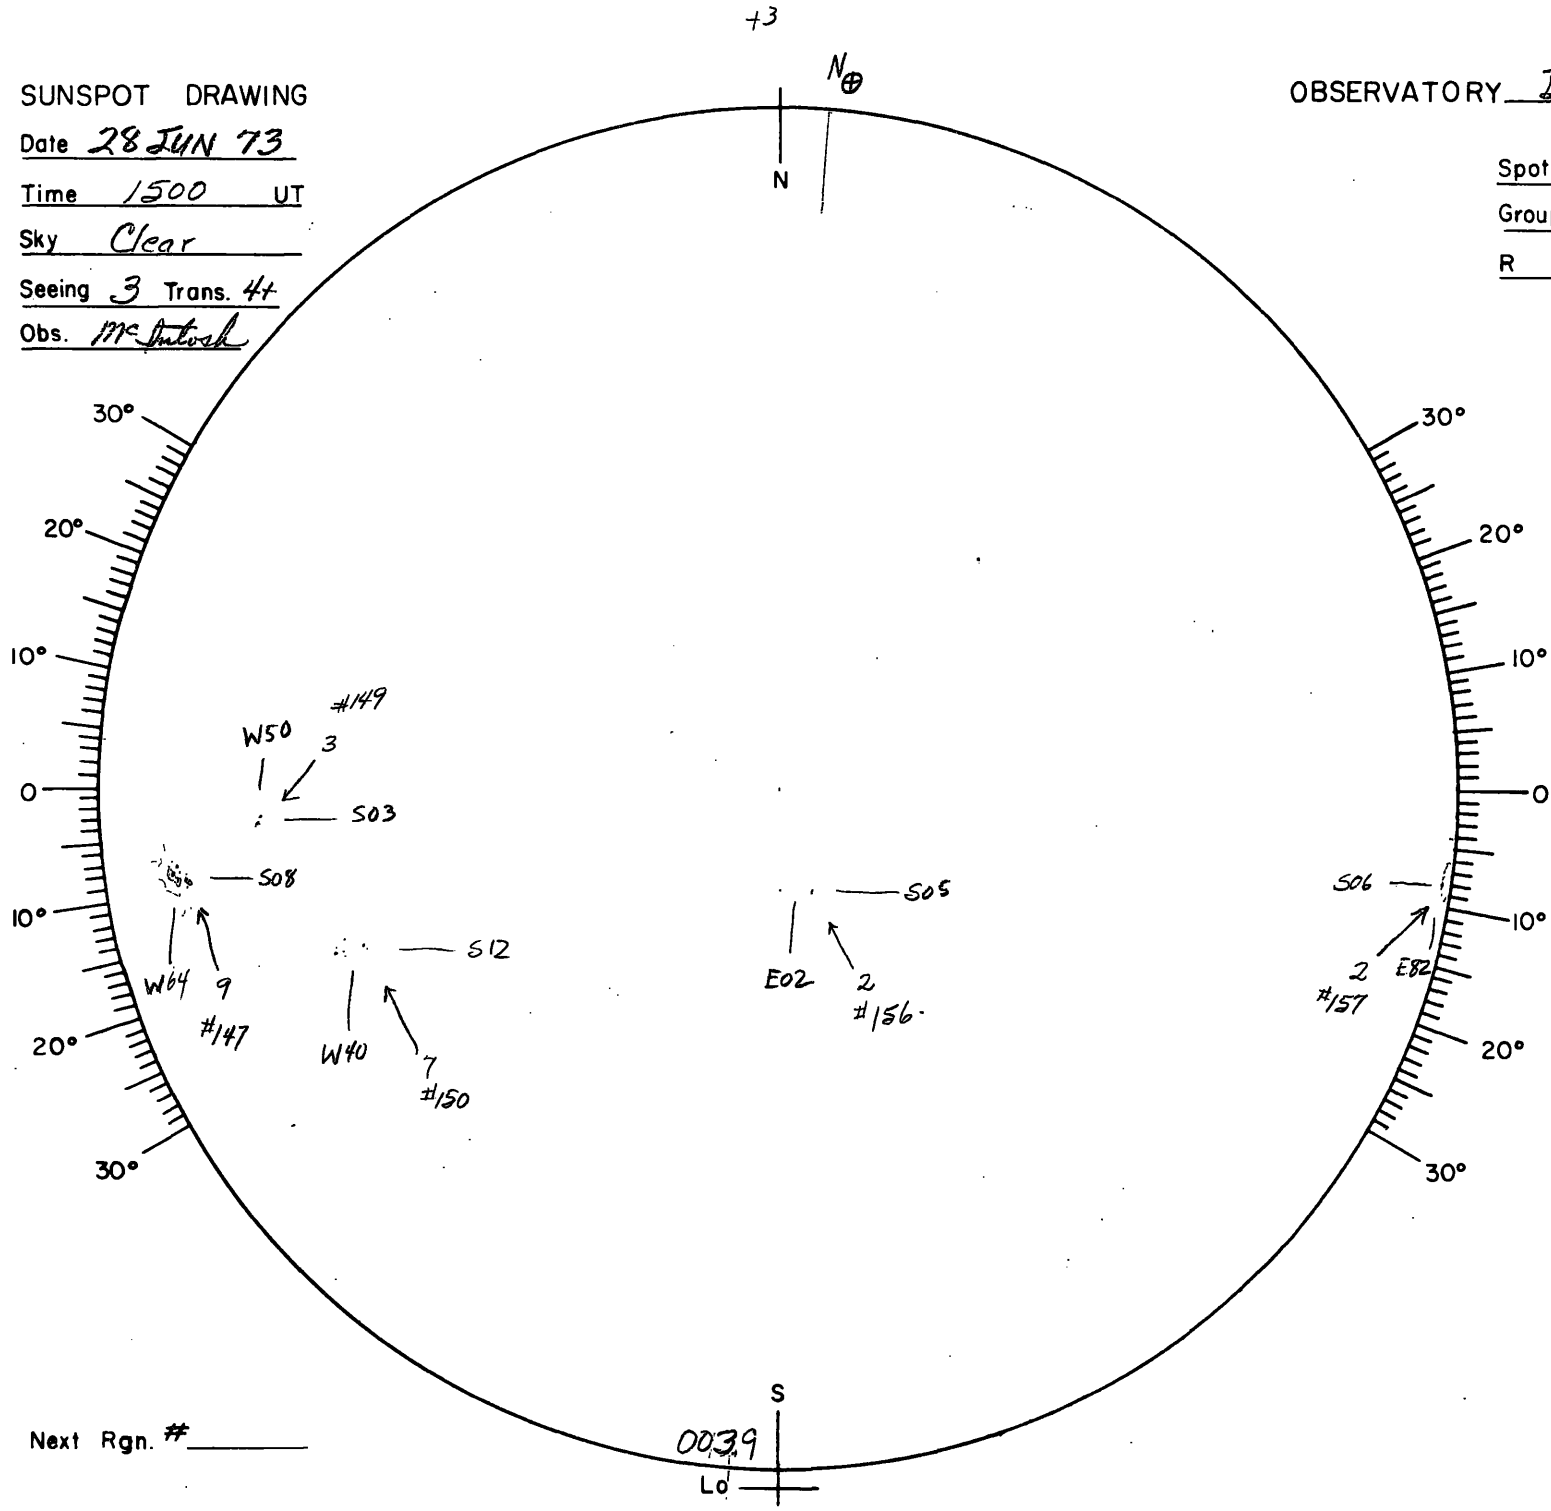 +3
N⊕
SUNSPOT DRAWING
OBSERVATORY
Date 28 JUN 73
Time 1500 UT
Sky Clear
Seeing 3 Trans. 4+
Obs. McIntosh
Spot
Grou
R
N
30°
30°
20°
20°
10°
10°
#149
W50
3
0
0
S03
S08
S05
S06
10°
10°
S12
W64
9
E02
2
2
E82
#147
#156
#157
20°
20°
W40
7
#150
30°
30°
S
Next Rgn. #
0039
Lo